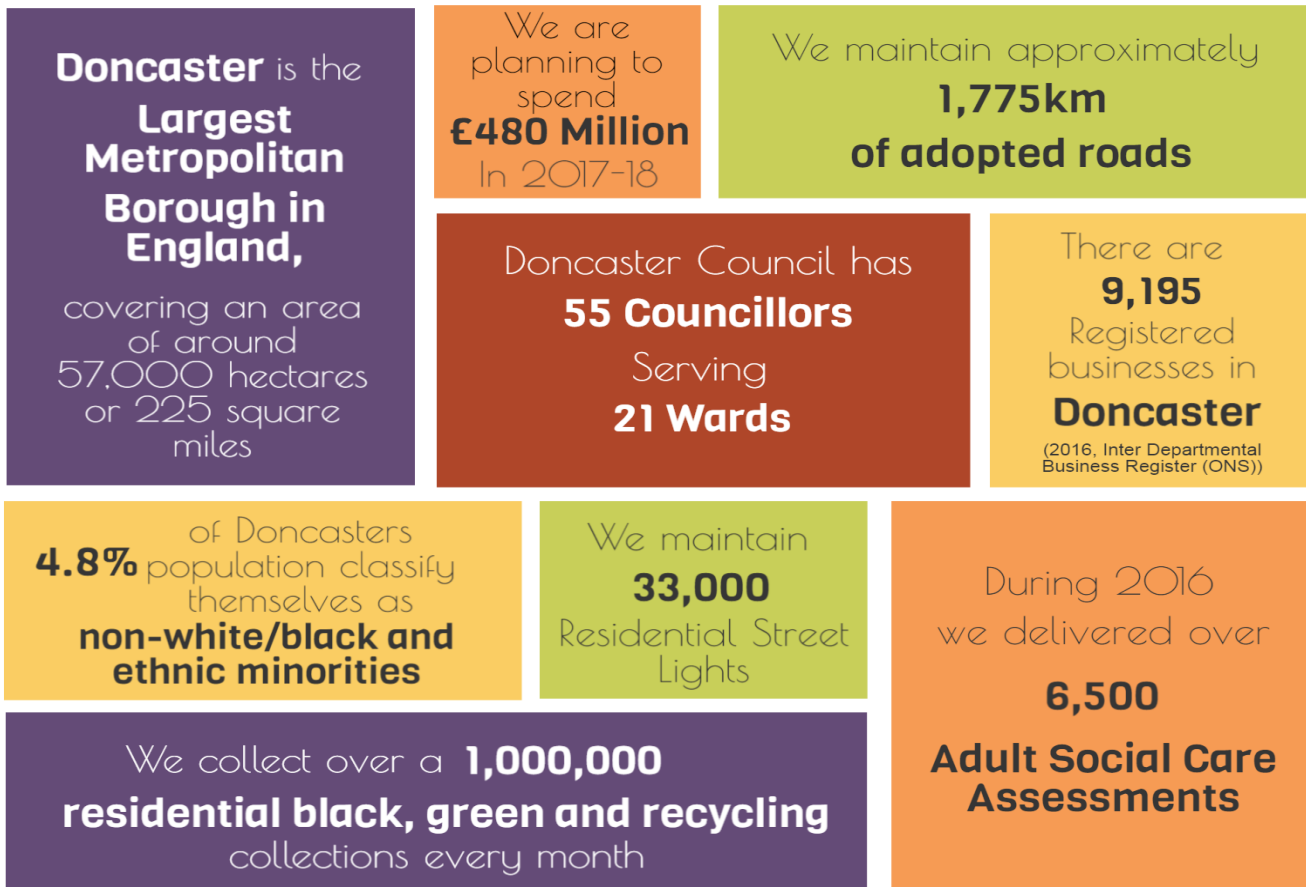 Doncaster is the
Largest
Metropolitan
Borough in
England,
covering an area
of around
57,000 hectares
or 225 square
miles
We are
planning to
spend
£480 Million
In 2017-18
We maintain approximately
1,775km
of adopted roads
Doncaster Council has
55 Councillors
Serving
21 Wards
There are
9,195
Registered
businesses in
Doncaster
(2016, Inter Departmental
Business Register (ONS))
of Doncasters
4.8% population classify
themselves as
non-white/black and
ethnic minorities
We maintain
33,000
Residential Street
Lights
During 2016
we delivered over
6,500
Adult Social Care
Assessments
We collect over a 1,000,000
residential black, green and recycling
collections every month